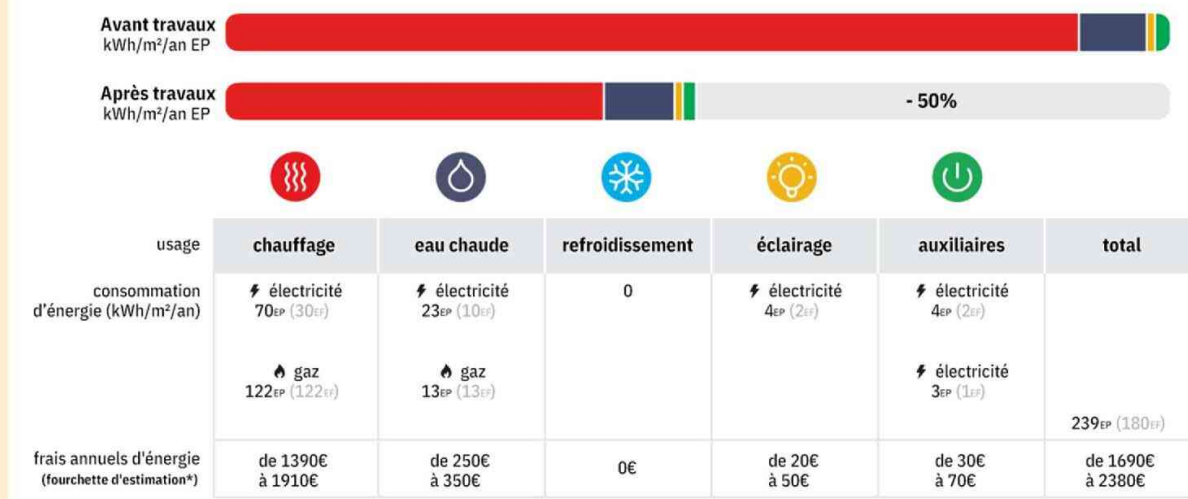 Avant travaux
kWh/m²/an EP
Après travaux
kWh/m²/an EP
- 50%
usage chauffage eau chaude refroidissement éclairage auxiliaires total
consommation d'énergie (kWh/m²/an)
électricité électricité 0 électricité électricité
70EP (30EF) 23EP (10EF) 4EP (2EF) 4EP (2EF)
gaz gaz électricité
122EP (122EF) 13EP (13EF) 3EP (1EF)
239EP (180EF)
frais annuels d'énergie de 1390€ de 250€ 0€ de 20€ de 30€ de 1690€
(fourchette d'estimation*) à 1910€ à 350€ à 50€ à 70€ à 2380€